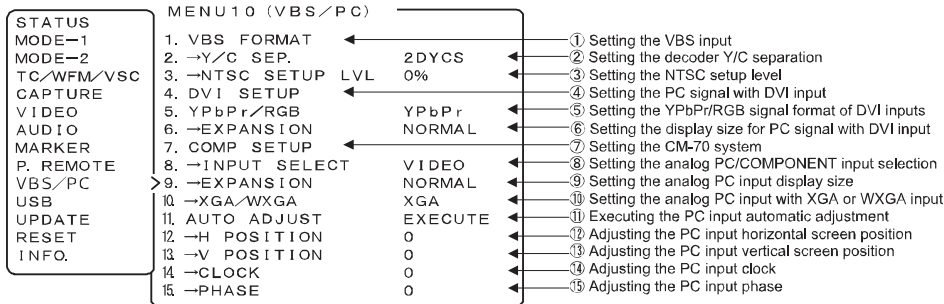 STATUS
MODE-1
MODE-2
TC/WFM/VSC
CAPTURE
VIDEO
AUDIO
MARKER
P. REMOTE
VBS/PC
USB
UPDATE
RESET
INFO.
MENU10 (VBS/PC)
1. VBS FORMAT
2. →Y/C SEP. 2DYCS
3. →NTSC SETUP LVL 0%
4. DVI SETUP
5. YPbPr/RGB YPbPr
6. →EXPANSION NORMAL
7. COMP SETUP
8. →INPUT SELECT VIDEO
9. →EXPANSION NORMAL
10. →XGA/WXGA XGA
11. AUTO ADJUST EXECUTE
12. →H POSITION 0
13. →V POSITION 0
14. →CLOCK 0
15. →PHASE 0
① Setting the VBS input
② Setting the decoder Y/C separation
③ Setting the NTSC setup level
④ Setting the PC signal with DVI input
⑤ Setting the YPbPr/RGB signal format of DVI inputs
⑥ Setting the display size for PC signal with DVI input
⑦ Setting the CM-70 system
⑧ Setting the analog PC/COMPONENT input selection
⑨ Setting the analog PC input display size
⑩ Setting the analog PC input with XGA or WXGA input
⑪ Executing the PC input automatic adjustment
⑫ Adjusting the PC input horizontal screen position
⑬ Adjusting the PC input vertical screen position
⑭ Adjusting the PC input clock
⑮ Adjusting the PC input phase